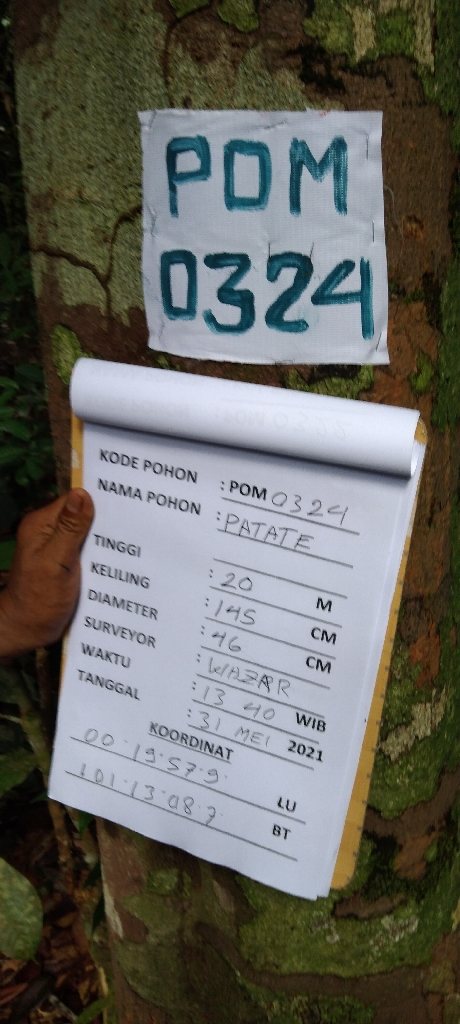 POM
0324
KODE POHON : POM 0324
NAMA POHON : PATATE
TINGGI : 20 M
KELILING : 145 CM
DIAMETER : 46 CM
SURVEYOR : WAZAR
WAKTU : 13 40 WIB
TANGGAL : 31 MEI 2021
KOORDINAT
00.19.57.9. LU
101.13.08.7 BT